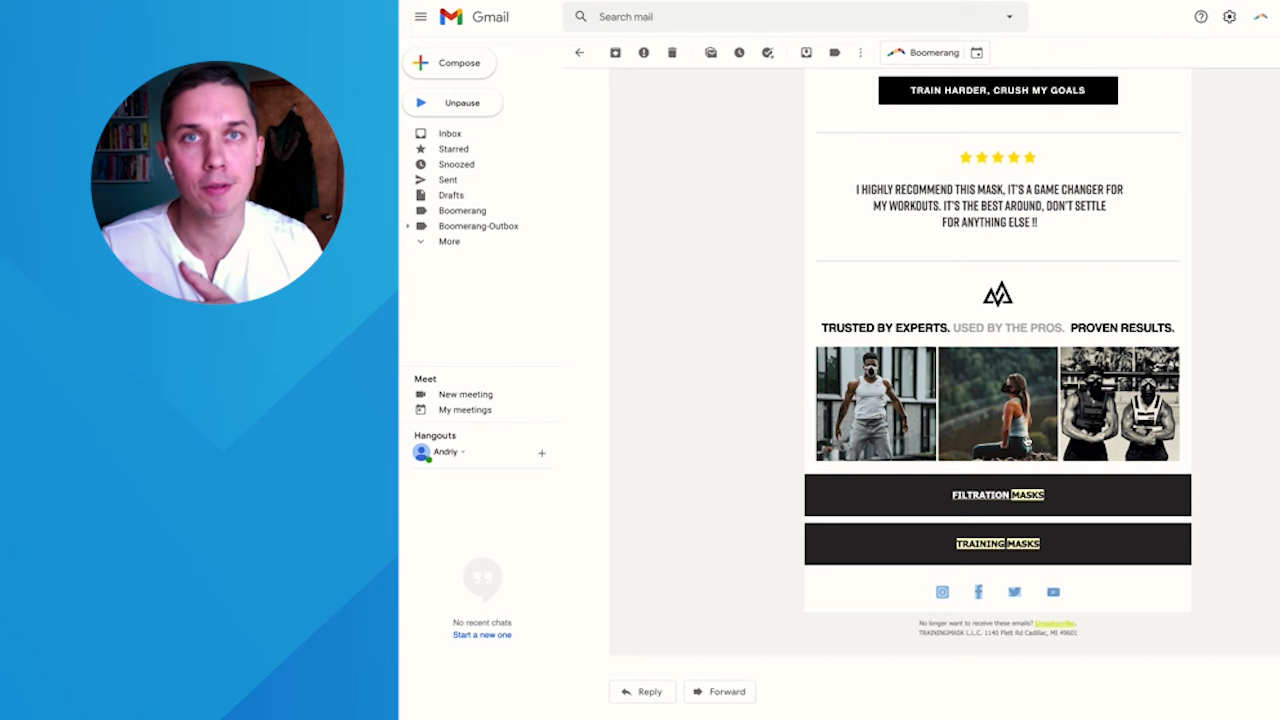 Gmail
Search mail
Compose
Boomerang
TRAIN HARDER, CRUSH MY GOALS
Unpause
Inbox
Starred
Snoozed
Sent
Drafts
Boomerang
Boomerang-Outbox
More
I HIGHLY RECOMMEND THIS MASK, IT'S A GAME CHANGER FOR
MY WORKOUTS. IT'S THE BEST AROUND, DON'T SETTLE
FOR ANYTHING ELSE !!
TRUSTED BY EXPERTS. USED BY THE PROS. PROVEN RESULTS.
Meet
New meeting
My meetings
Hangouts
Andriy
FILTRATION MASKS
TRAINING MASKS
No recent chats
Start a new one
No longer want to receive these emails? Unsubscribe.
TRAININGMASK L.L.C. 1140 Plett Rd Cadillac, MI 49601
Reply
Forward